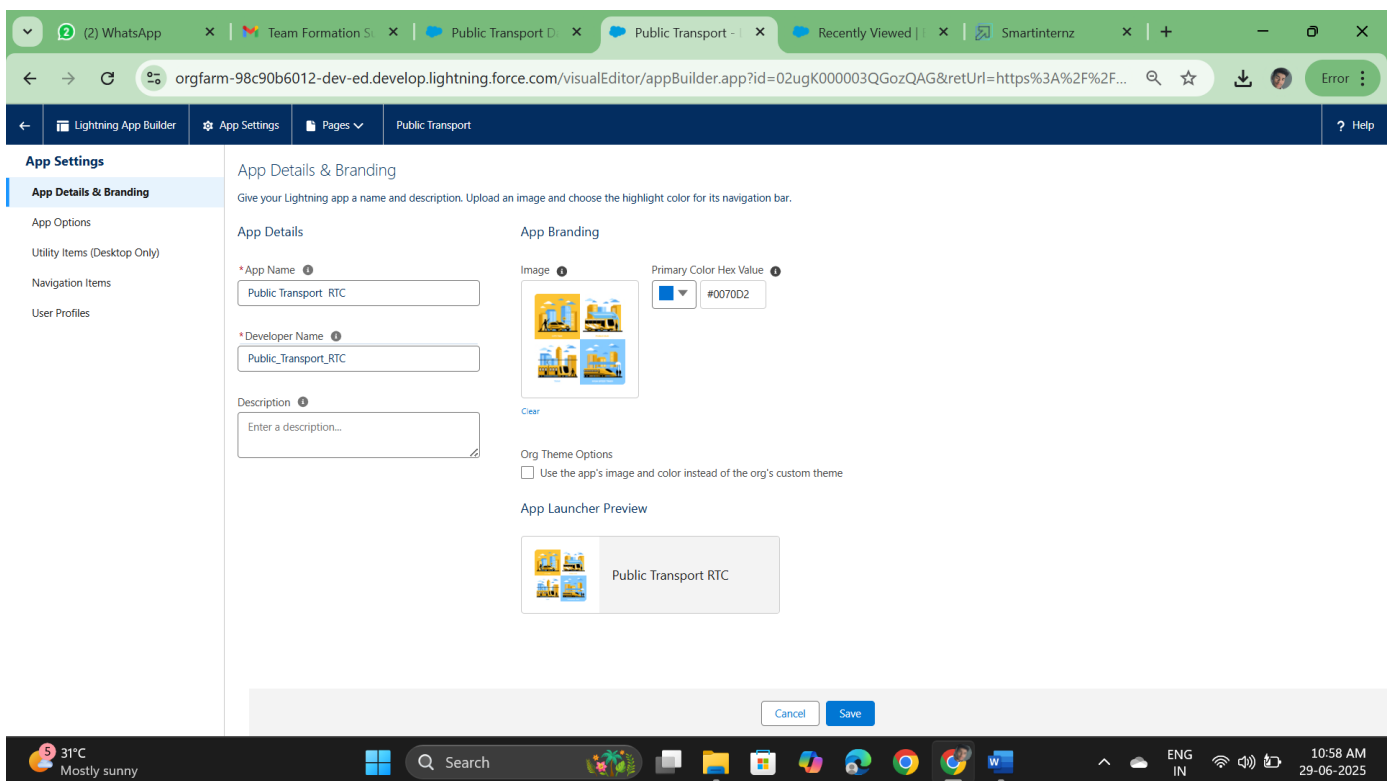 2 (2) WhatsApp Team Formation Su Public Transport D Public Transport - Recently Viewed | Smartinternz
orgfarm-98c90b6012-dev-ed.develop.lightning.force.com/visualEditor/appBuilder.app?id=02ugK000003QGozQAG&retUrl=https%3A%2F%2F... Error
Lightning App Builder App Settings Pages Public Transport ? Help
App Settings
App Details & Branding
App Options
Utility Items (Desktop Only)
Navigation Items
User Profiles
App Details & Branding
Give your Lightning app a name and description. Upload an image and choose the highlight color for its navigation bar.
App Details
*App Name
Public Transport RTC
*Developer Name
Public_Transport_RTC
Description
Enter a description...
App Branding
Image
Clear
Primary Color Hex Value
#0070D2
Org Theme Options
Use the app's image and color instead of the org's custom theme
App Launcher Preview
Public Transport RTC
Cancel Save
5 31°C
Mostly sunny
Search
ENG
IN
10:58 AM
29-06-2025